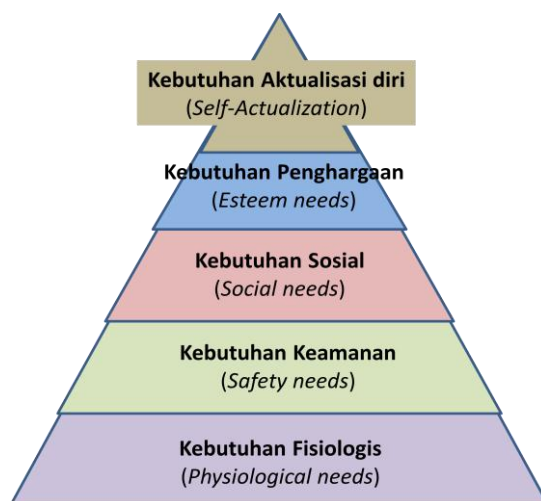 Kebutuhan Aktualisasi diri
(Self-Actualization)
Kebutuhan Penghargaan
(Esteem needs)
Kebutuhan Sosial
(Social needs)
Kebutuhan Keamanan
(Safety needs)
Kebutuhan Fisiologis
(Physiological needs)